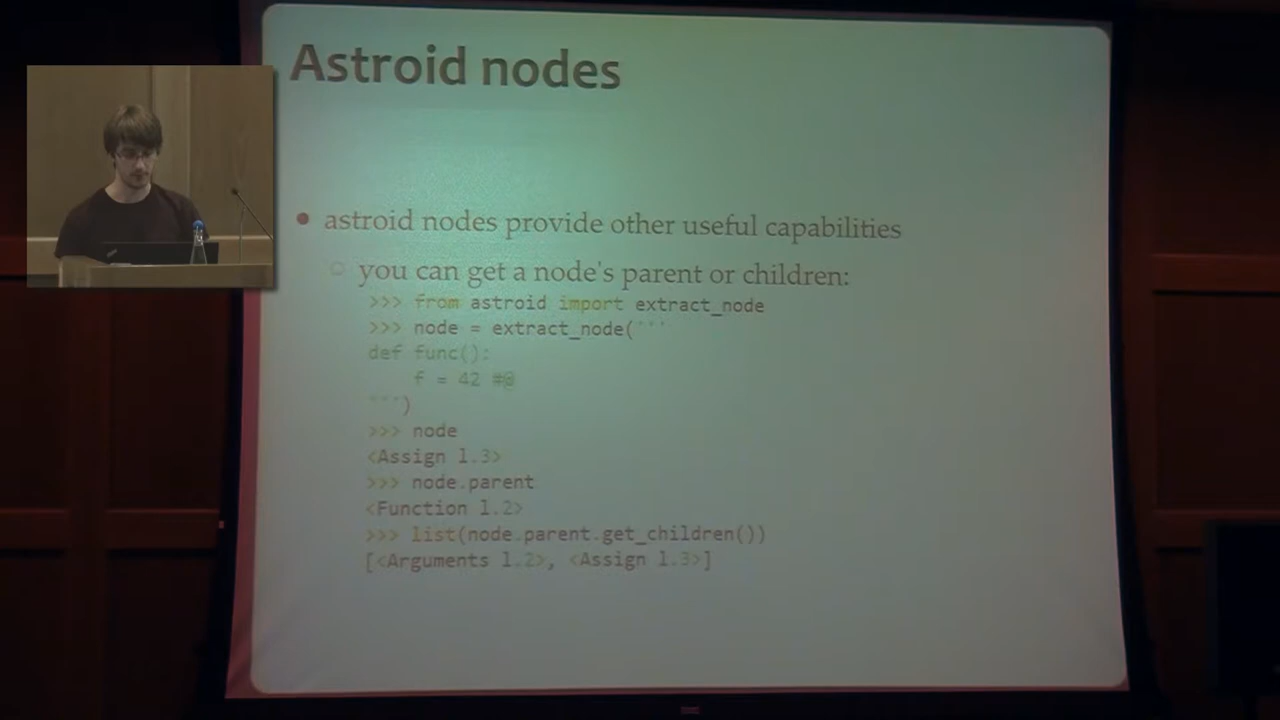 Astroid nodes
astroid nodes provide other useful capabilities
you can get a node's parent or children:
>>> from astroid import extract_node
>>> node = extract_node('''
def func():
f = 42 #@
''')
>>> node
<Assign l.3>
>>> node.parent
<Function l.2>
>>> list(node.parent.get_children())
[<Arguments l.2>, <Assign l.3>]